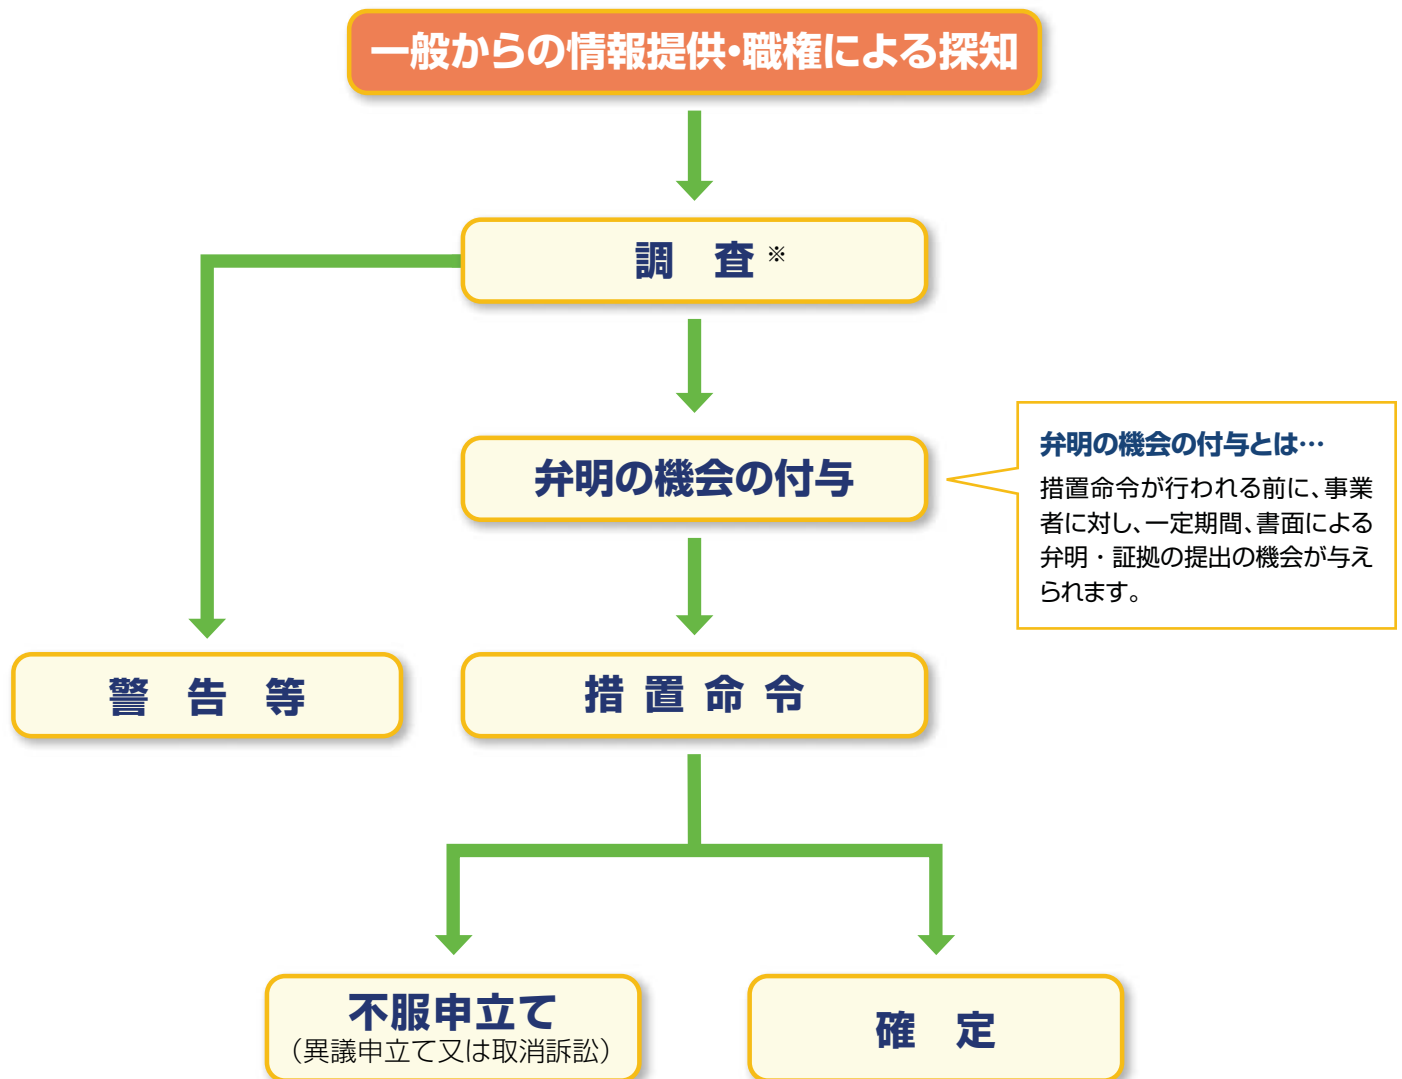 一般からの情報提供・職権による探知
調　査 ※
弁明の機会の付与
弁明の機会の付与とは…
措置命令が行われる前に、事業
者に対し、一定期間、書面による
弁明・証拠の提出の機会が与え
られます。
警　告　等
措 置 命 令
不服申立て
（異議申立て又は取消訴訟）
確　定